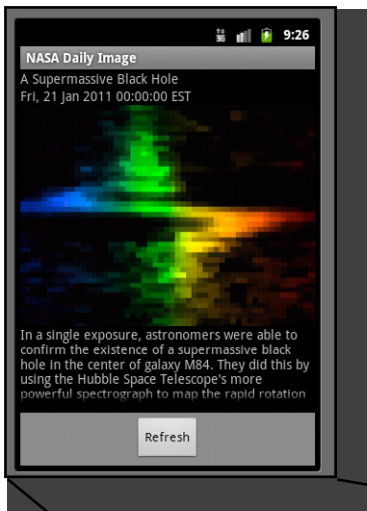 3G
9:26
NASA Daily Image
A Supermassive Black Hole
Fri, 21 Jan 2011 00:00:00 EST
In a single exposure, astronomers were able to
confirm the existence of a supermassive black
hole in the center of galaxy M84. They did this by
using the Hubble Space Telescope's more
powerful spectrograph to map the rapid rotation
Refresh